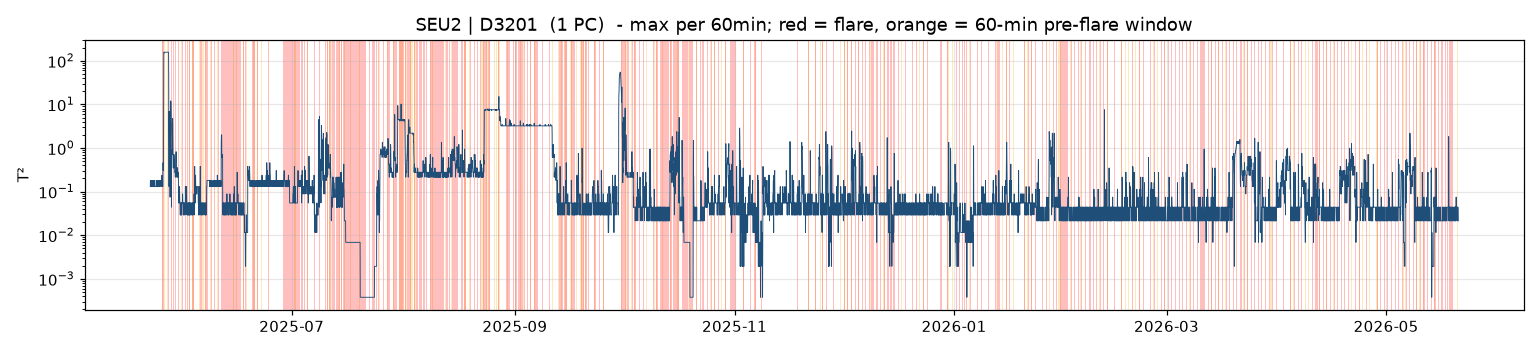 SEU2 | D3201  (1 PC)  - max per 60min; red = flare, orange = 60-min pre-flare window
T²
10²
10¹
10⁰
10⁻¹
10⁻²
10⁻³
2025-07 2025-09 2025-11 2026-01 2026-03 2026-05